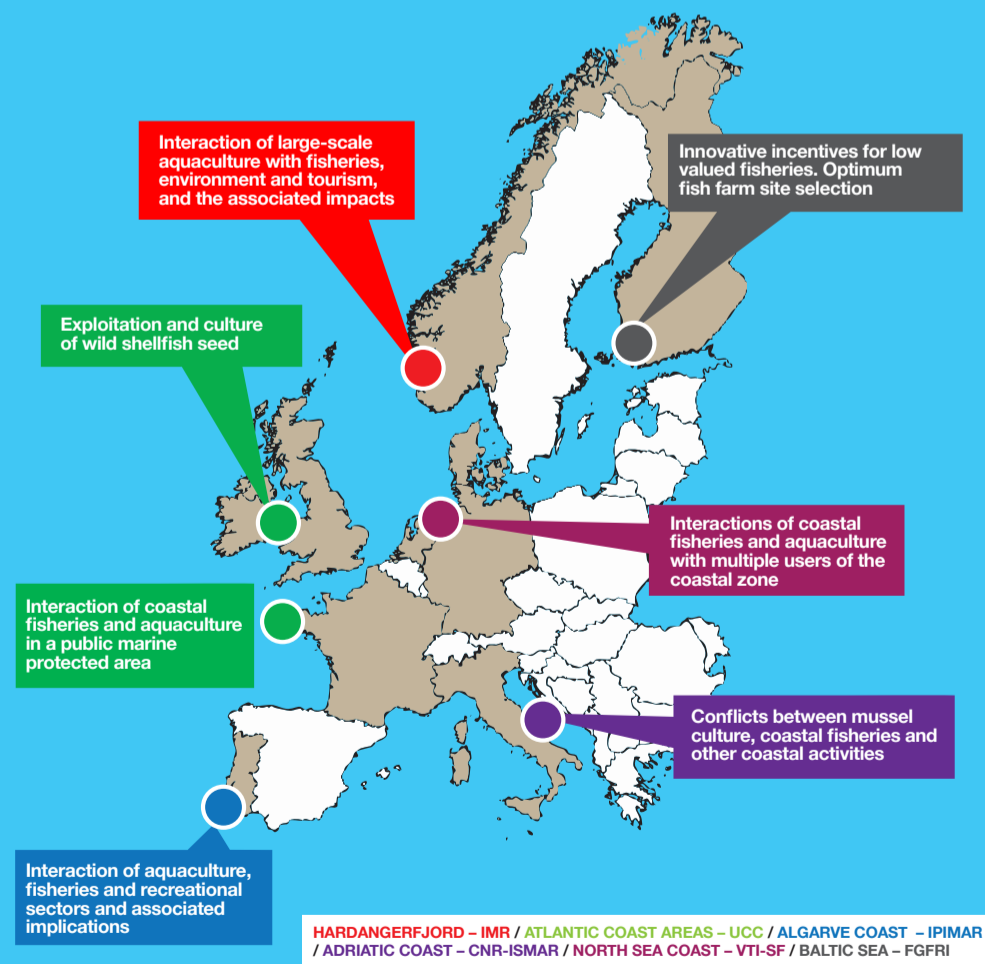 Interaction of large-scale
aquaculture with fisheries,
environment and tourism,
and the associated impacts
Innovative incentives for low
valued fisheries. Optimum
fish farm site selection
Exploitation and culture
of wild shellfish seed
Interactions of coastal
fisheries and aquaculture
with multiple users of the
coastal zone
Interaction of coastal
fisheries and aquaculture
in a public marine
protected area
Conflicts between mussel
culture, coastal fisheries and
other coastal activities
Interaction of aquaculture,
fisheries and recreational
sectors and associated
implications
HARDANGERFJORD – IMR / ATLANTIC COAST AREAS – UCC / ALGARVE COAST – IPIMAR
/ ADRIATIC COAST – CNR-ISMAR / NORTH SEA COAST – VTI-SF / BALTIC SEA – FGFRI